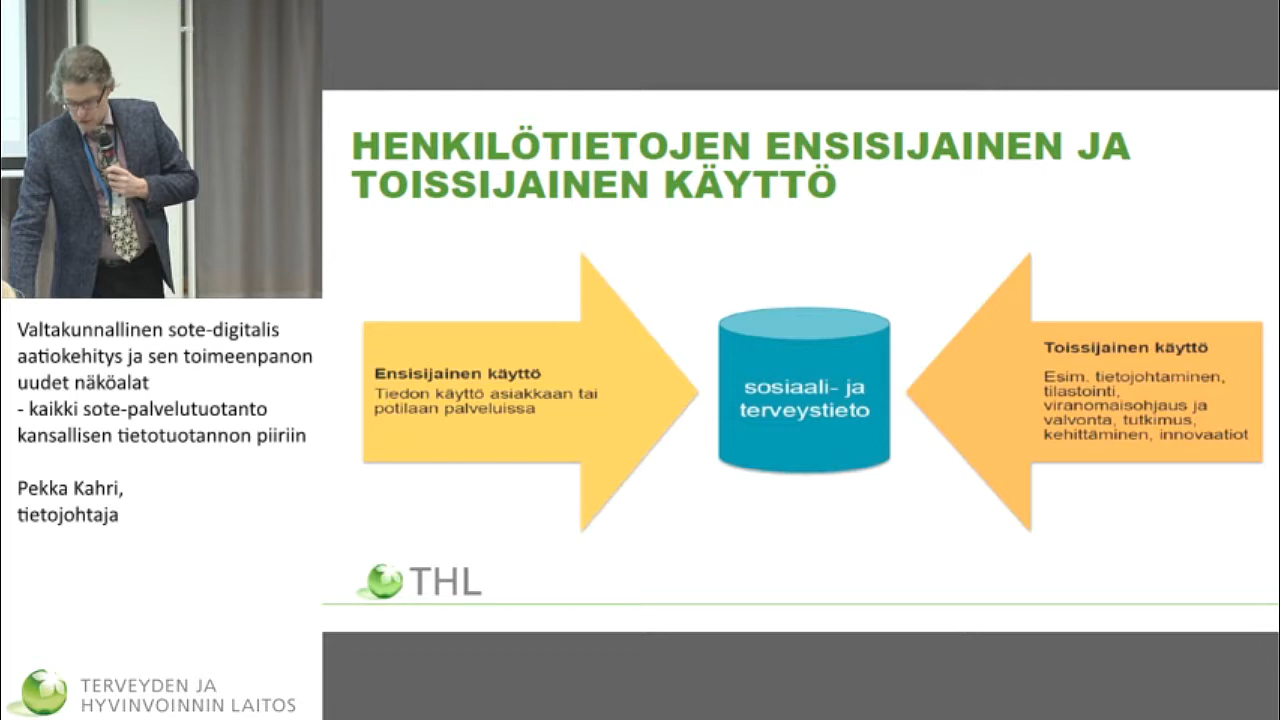 Valtakunnallinen sote-digitalis
aatiokehitys ja sen toimeenpanon
uudet näköalat
- kaikki sote-palvelutuotanto
kansallisen tietotuotannon piiriin
Pekka Kahri,
tietojohtaja
TERVEYDEN JA
HYVINVOINNIN LAITOS
HENKILÖTIETOJEN ENSISIJAINEN JA
TOISSIJAINEN KÄYTTÖ
Ensisijainen käyttö
Tiedon käyttö asiakkaan tai
potilaan palveluissa
sosiaali- ja
terveystieto
Toissijainen käyttö
Esim. tietojohtaminen,
tilastointi,
viranomaisohjaus ja
valvonta, tutkimus,
kehittäminen, innovaatiot
THL